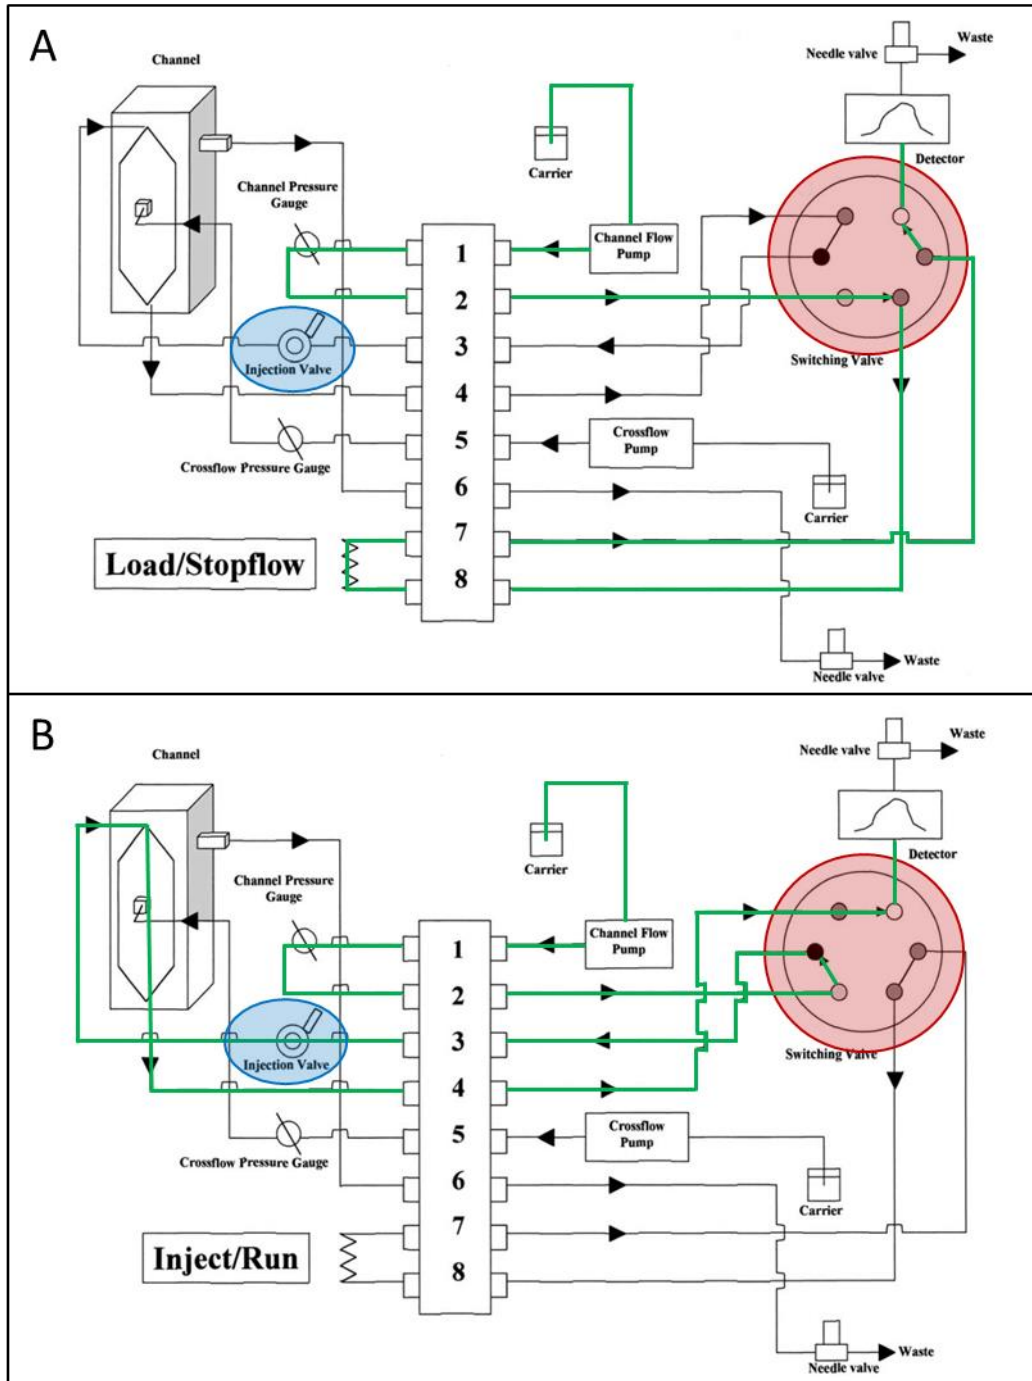 A
Channel
Needle valve
Waste
Detector
Carrier
Channel Pressure
Gauge
Channel Flow
Pump
1
2
3
4
5
6
7
8
Injection Valve
Switching Valve
Crossflow
Pump
Crossflow Pressure Gauge
Carrier
Load/Stopflow
Waste
Needle valve
B
Channel
Needle valve
Waste
Detector
Carrier
Channel Pressure
Gauge
Channel Flow
Pump
1
2
3
4
5
6
7
8
Injection Valve
Switching Valve
Crossflow
Pump
Crossflow Pressure Gauge
Carrier
Inject/Run
Waste
Needle valve